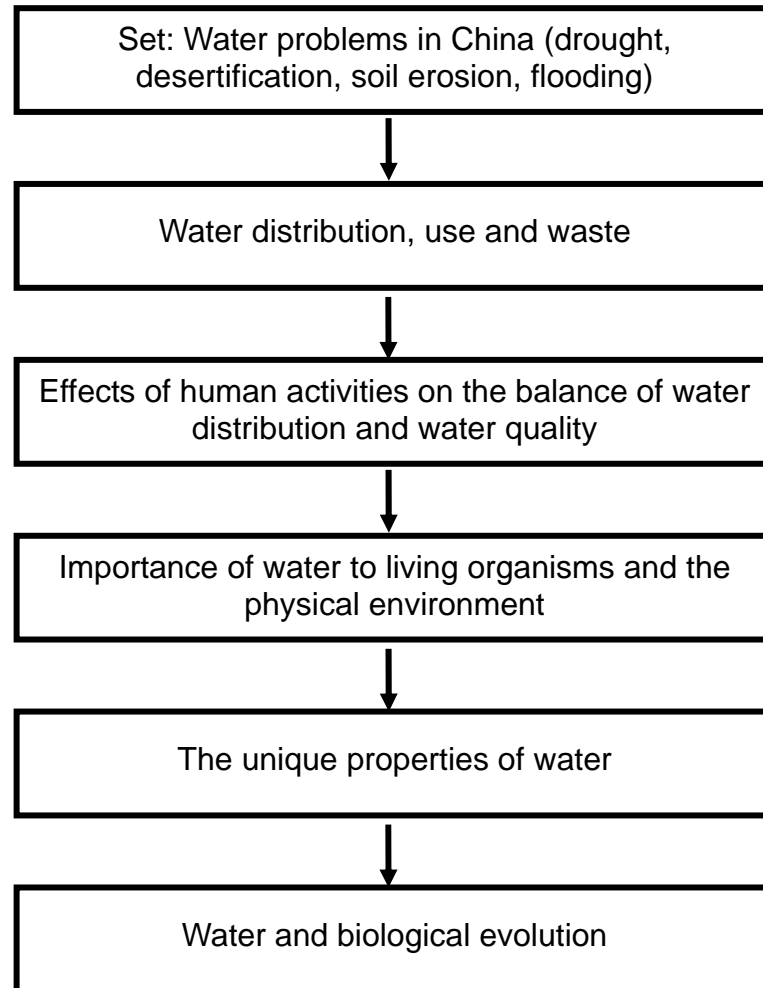 Set: Water problems in China (drought,
desertification, soil erosion, flooding)
Water distribution, use and waste
Effects of human activities on the balance of water
distribution and water quality
Importance of water to living organisms and the
physical environment
The unique properties of water
Water and biological evolution